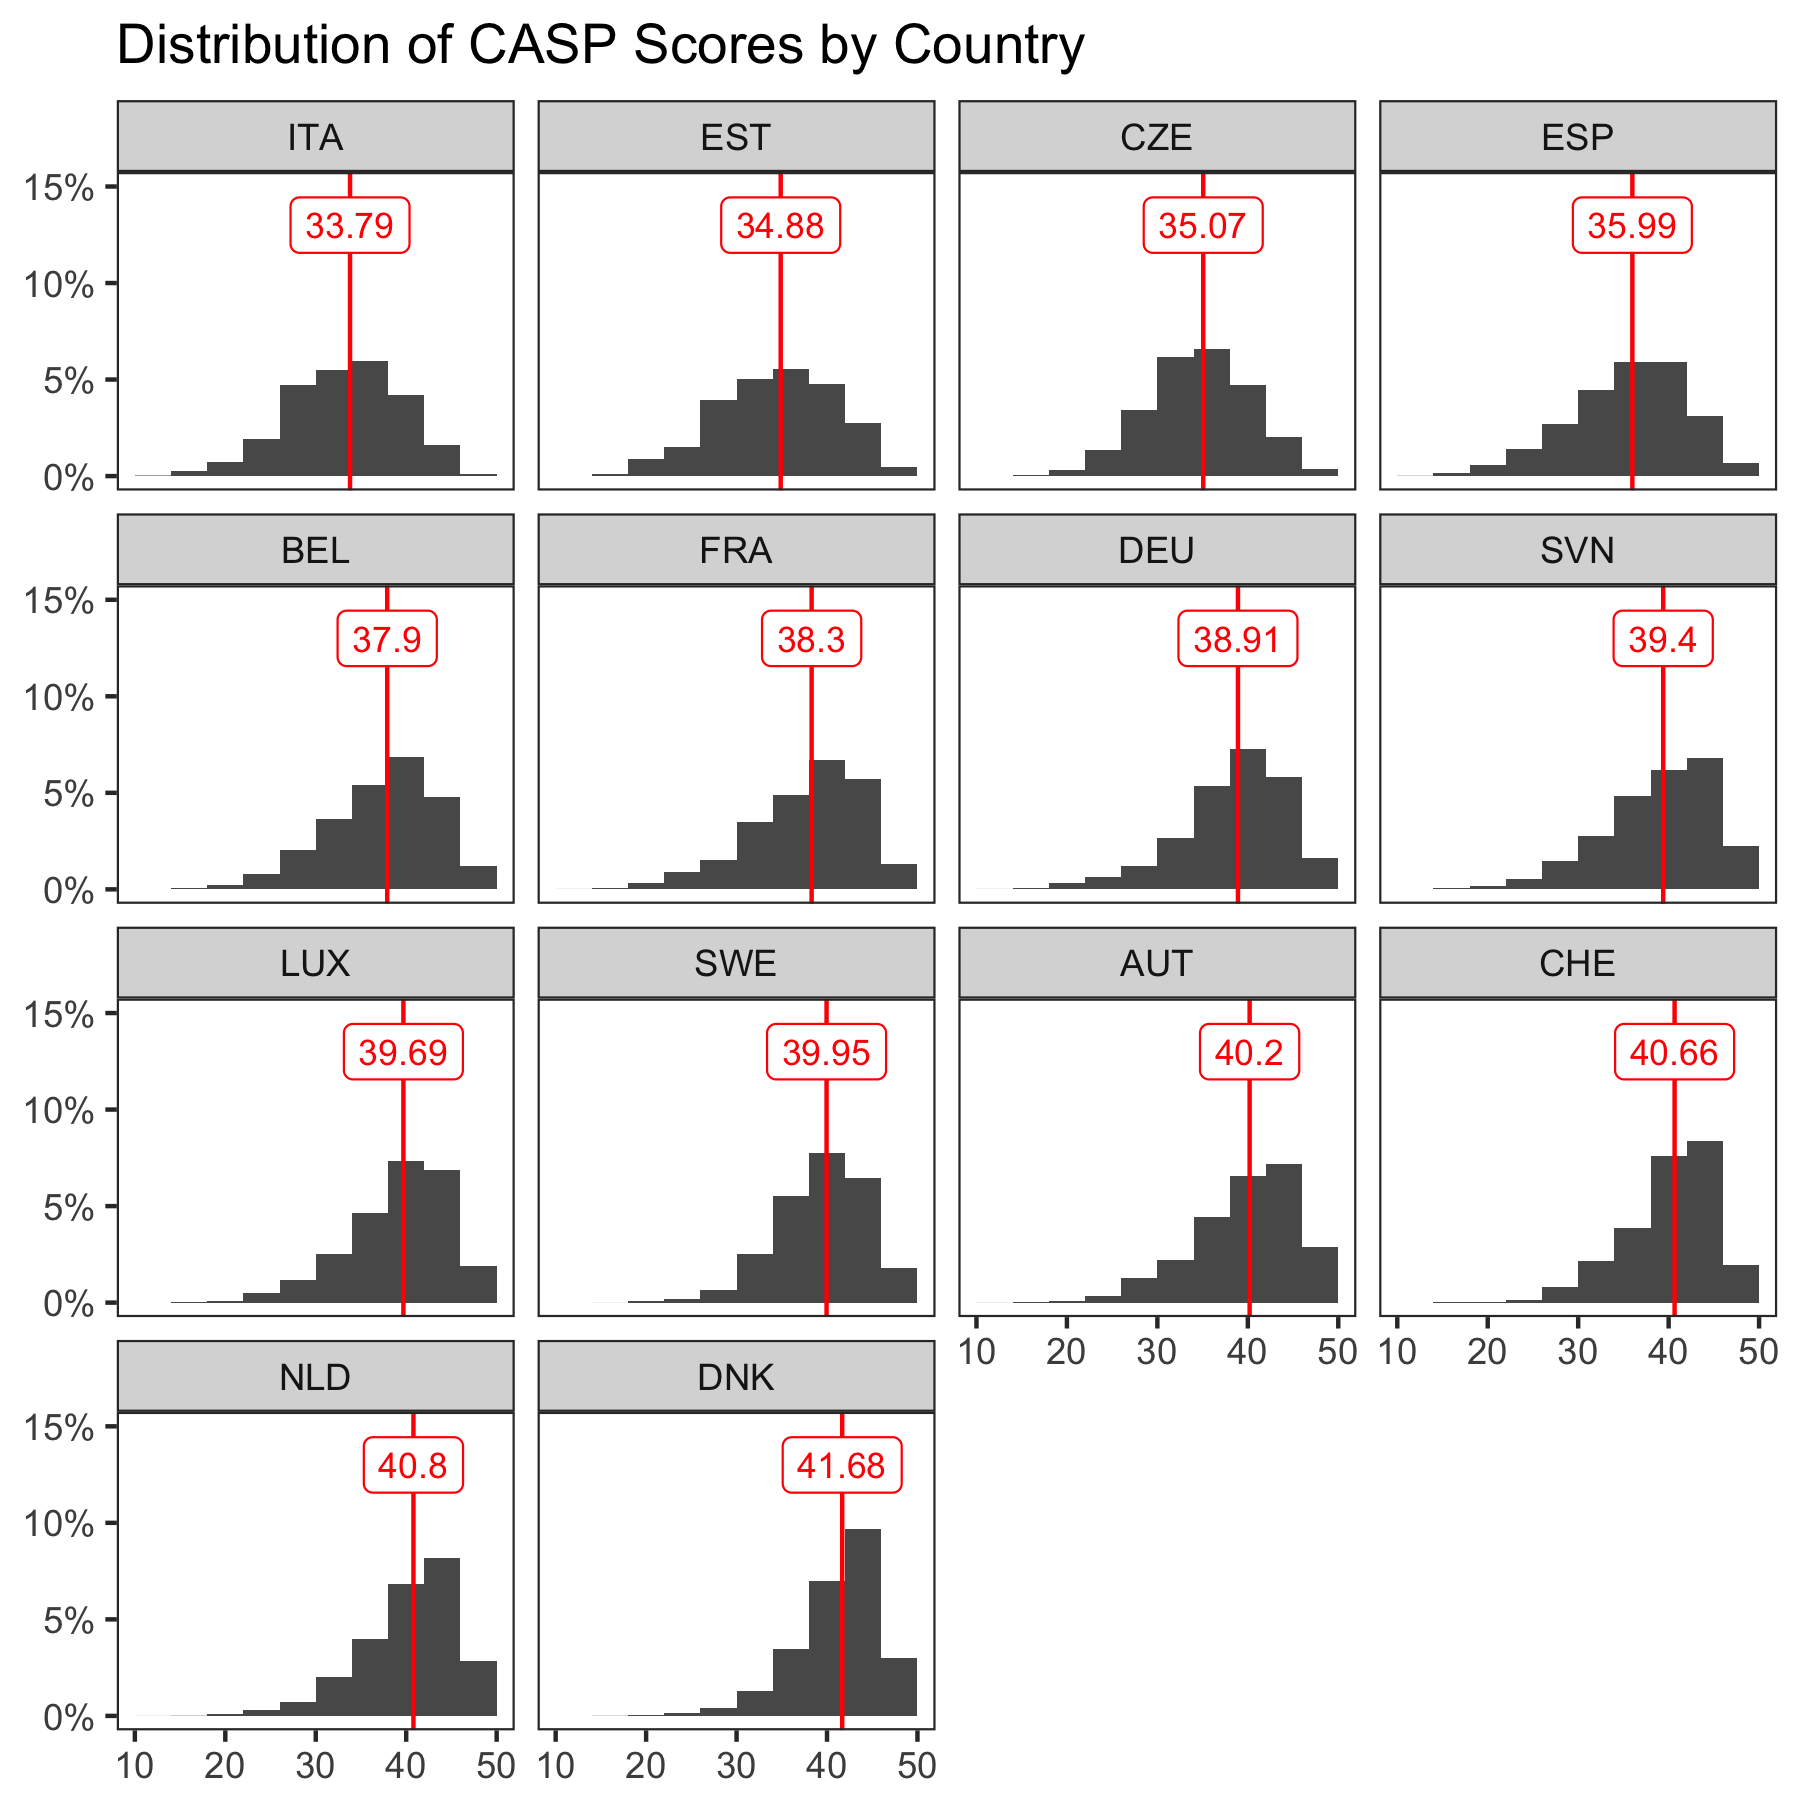 Distribution of CASP Scores by Country
ITA EST CZE ESP
15%
33.79 34.88 35.07 35.99
10%
5%
0%
BEL FRA DEU SVN
15%
37.9 38.3 38.91 39.4
10%
5%
0%
LUX SWE AUT CHE
15%
39.69 39.95 40.2 40.66
10%
5%
0%
10 20 30 40 50 10 20 30 40 50
NLD DNK
15%
40.8 41.68
10%
5%
0%
10 20 30 40 50 10 20 30 40 50